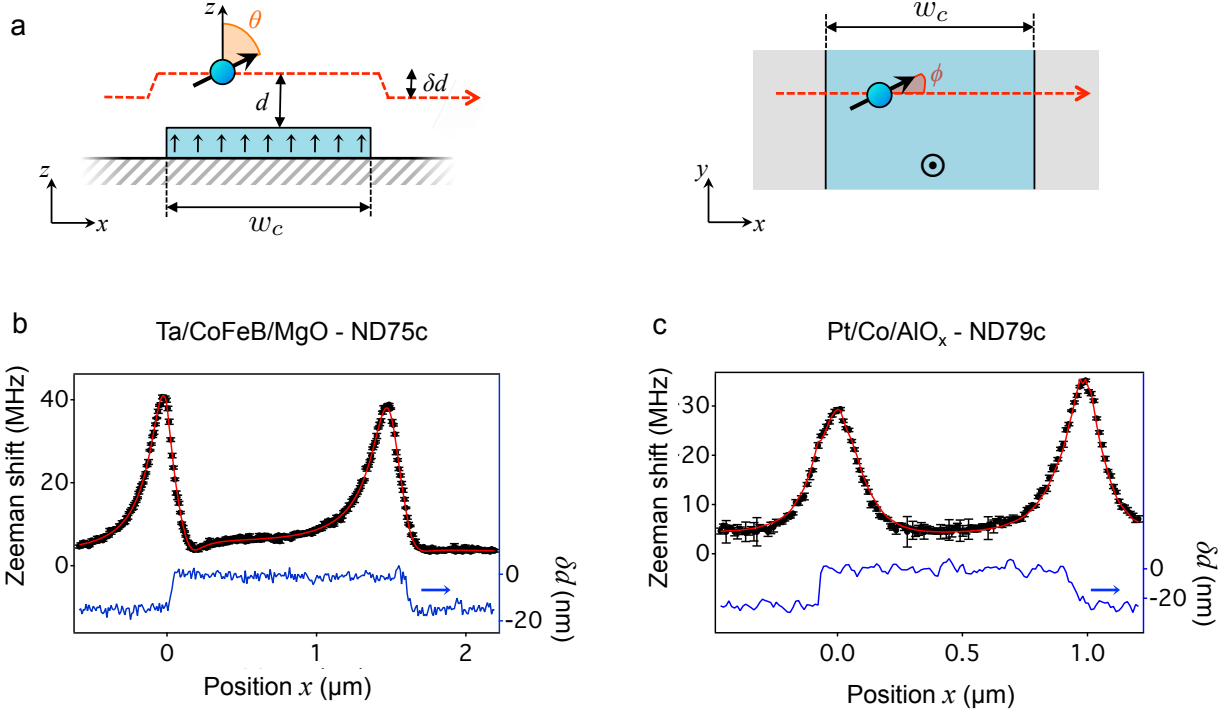 a
z
θ
δd
d
z
x
w_c
w_c
ϕ
y
x
b
Ta/CoFeB/MgO - ND75c
Zeeman shift (MHz)
40
20
0
0
-20
δd (nm)
0
1
2
Position x (µm)
c
Pt/Co/AlOₓ - ND79c
Zeeman shift (MHz)
30
20
10
0
0
-20
δd (nm)
0.0
0.5
1.0
Position x (µm)